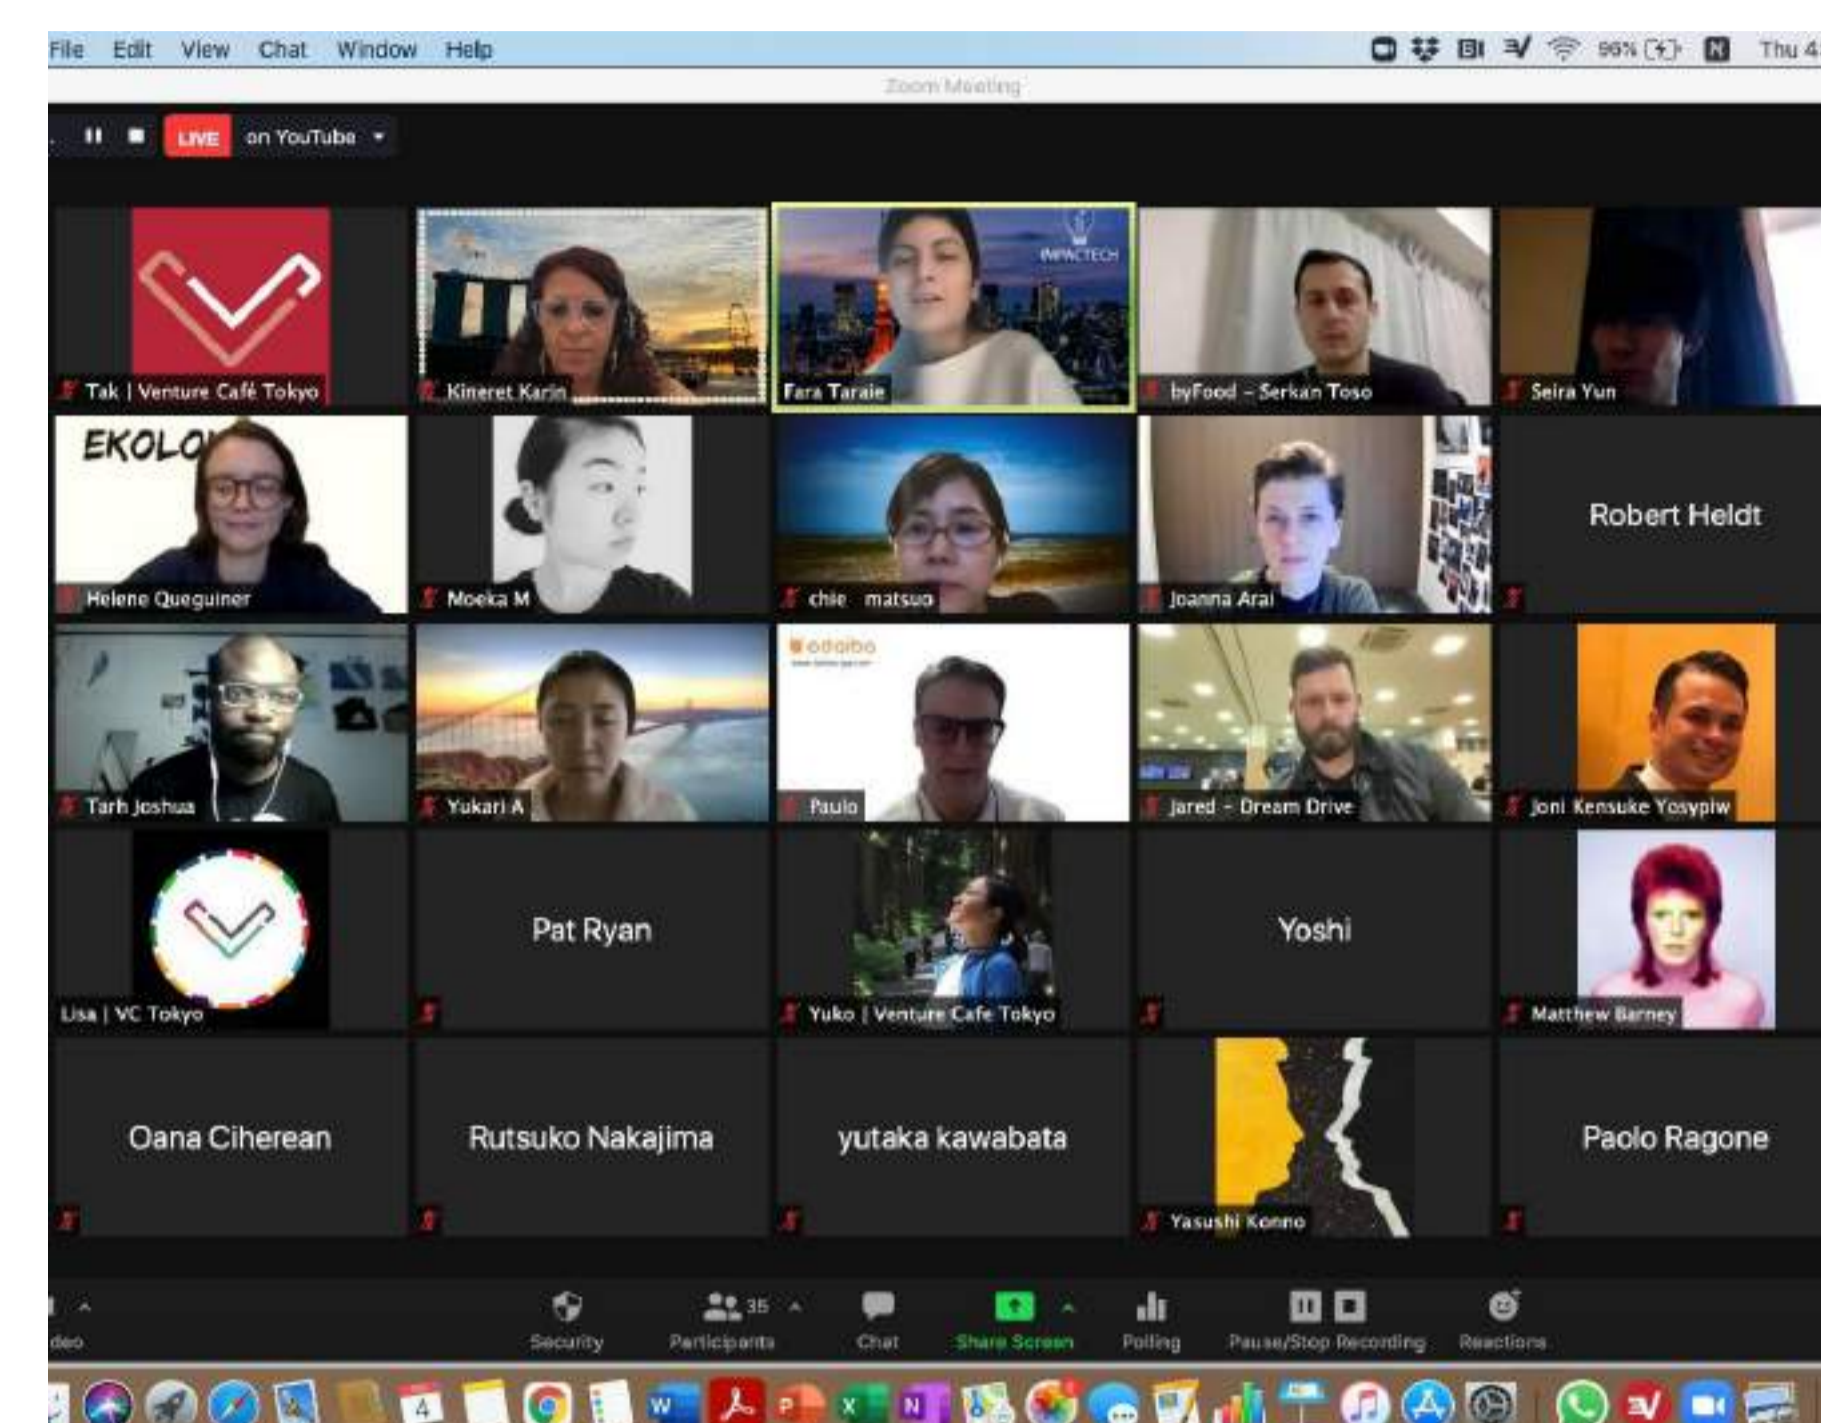 File Edit View Chat Window Help 96% Thu 4
Zoom Meeting
LIVE on YouTube
IMPACTECH
Tak | Venture Café Tokyo
Kineret Karin
Fara Taraie
byFood - Serkan Toso
Seira Yun
EKOLO
Helene Queguiner
Moeka M
chie matsuo
Joanna Arai
Robert Heldt
odaibo
Tarh Joshua
Yukari A
Paulo
Jared - Dream Drive
Joni Kensuke Yosypiw
Lisa | VC Tokyo
Pat Ryan
Yuko | Venture Cafe Tokyo
Yoshi
Matthew Barney
Oana Ciherean
Rutsuko Nakajima
yutaka kawabata
Yasushi Konno
Paolo Ragone
deo
Security
Participants 35
Chat
Share Screen
Polling
Pause/Stop Recording
Reactions
4
W
P
X
N